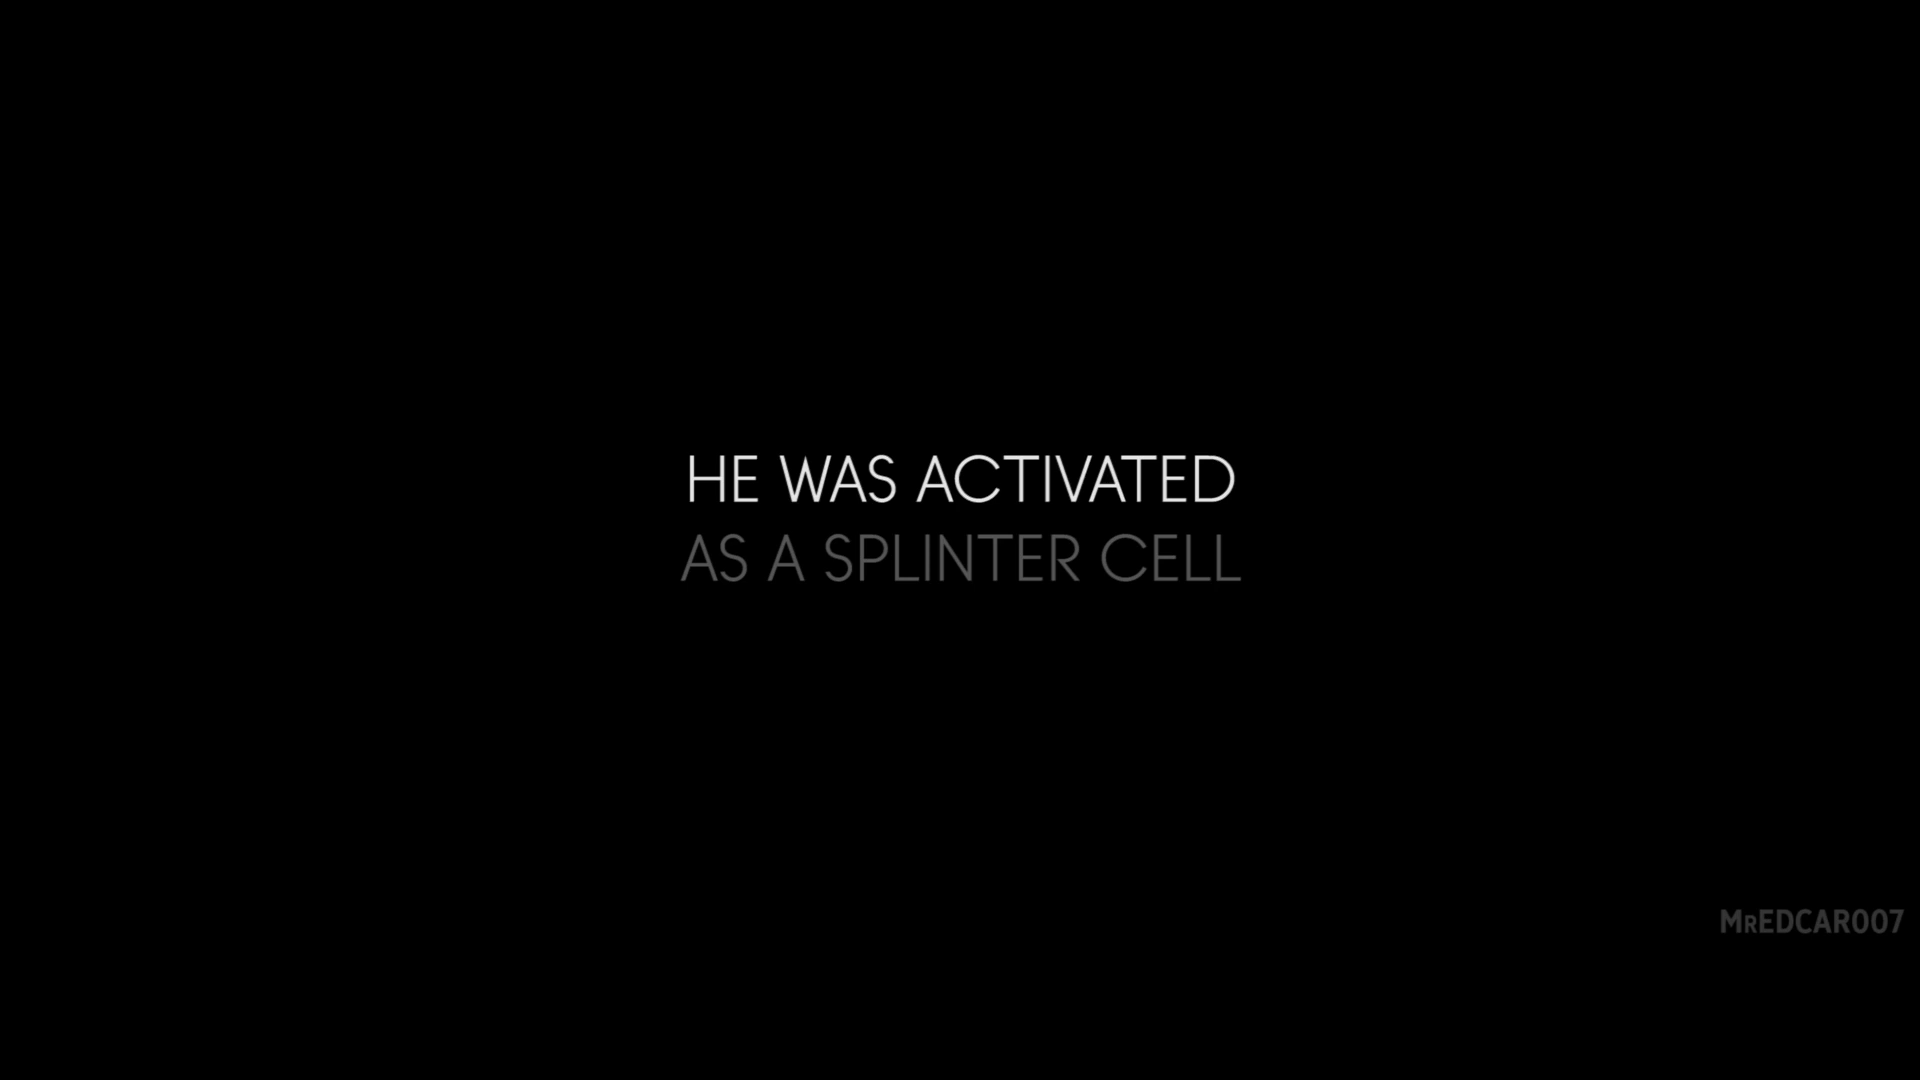 HE WAS ACTIVATED
AS A SPLINTER CELL
MrEDCAR007